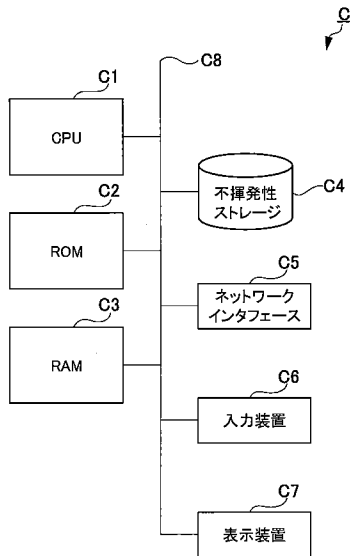 C
C1
CPU
C2
ROM
C3
RAM
C8
不揮発性
ストレージ
C4
C5
ネットワーク
インタフェース
C6
入力装置
C7
表示装置